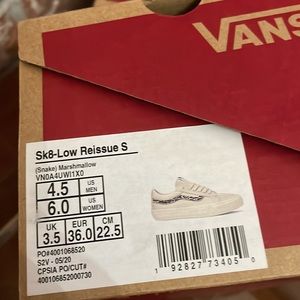 VANS
Sk8-Low Reissue S
(Snake) Marshmallow
VN0A4UWI1X0
4.5 US MEN
6.0 US WOMEN
UK EUR CM
3.5 36.0 22.5
PO#4001068520
S2V - 05/20
CPSIA PO/CUT#
40010685200730
1 92827 73405 0